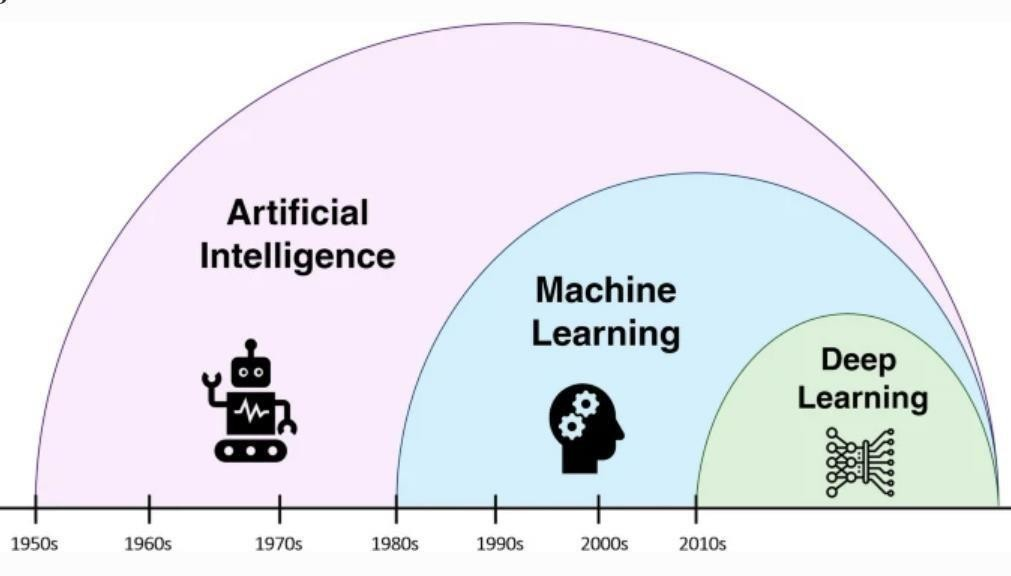 Artificial
Intelligence
Machine
Learning
Deep
Learning
1950s 1960s 1970s 1980s 1990s 2000s 2010s